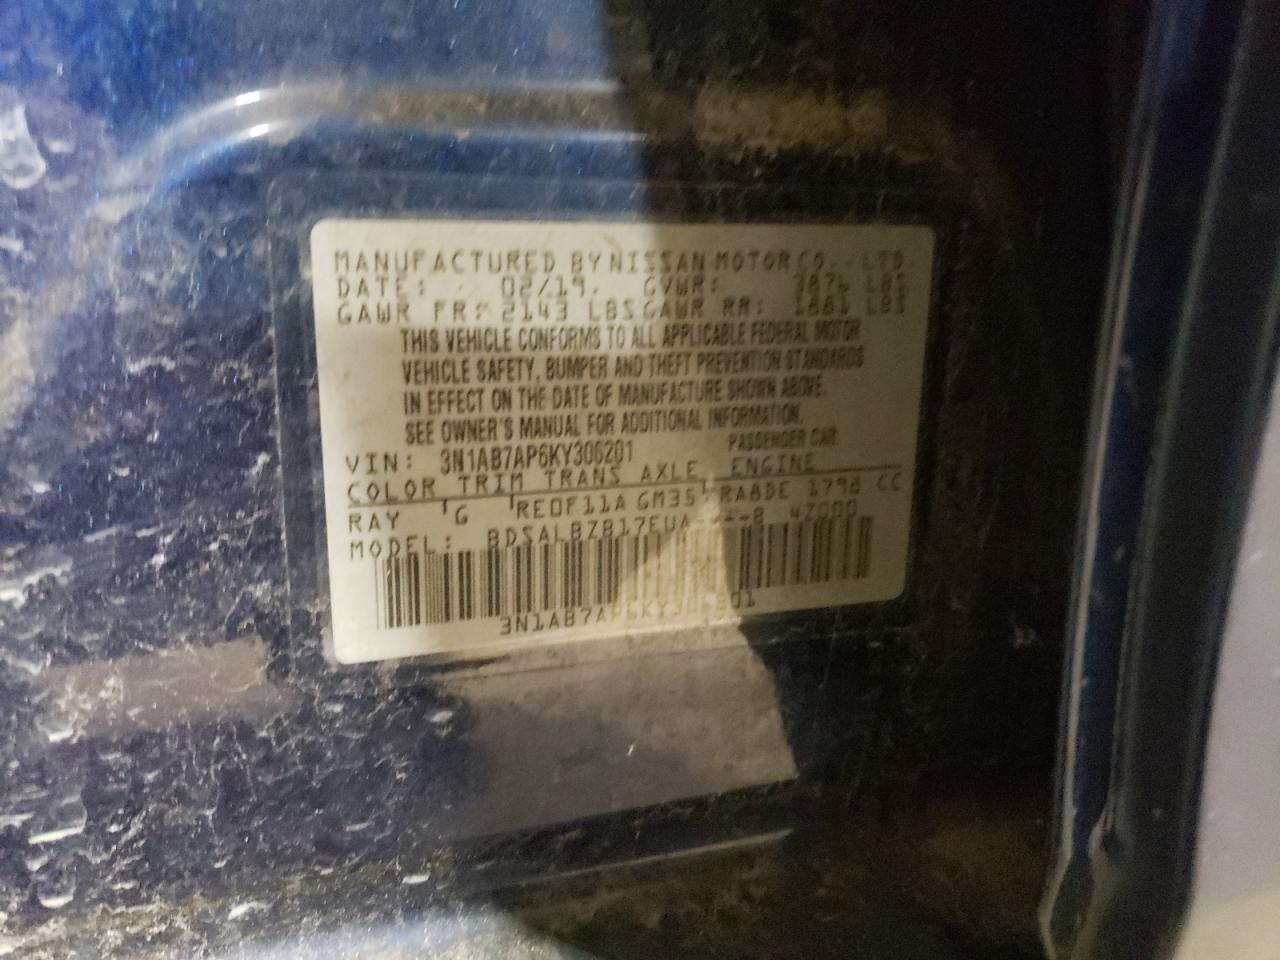 MANUFACTURED BY NISSAN MOTOR CO., LTD.
DATE: 02/19. GVWR: LBS
GAWR FR: 2143 LBS GAWR RR: 1881 LBS
THIS VEHICLE CONFORMS TO ALL APPLICABLE FEDERAL MOTOR
VEHICLE SAFETY, BUMPER AND THEFT PREVENTION STANDARDS
IN EFFECT ON THE DATE OF MANUFACTURE SHOWN ABOVE.
SEE OWNER'S MANUAL FOR ADDITIONAL INFORMATION.
VIN: 3N1AB7AP6KY306201 PASSENGER CAR
COLOR TRIM TRANS AXLE ENGINE
RAY G RE0F11A GM35 RA8DE 1798 CC
MODEL:
3N1AB7AP6KY306201